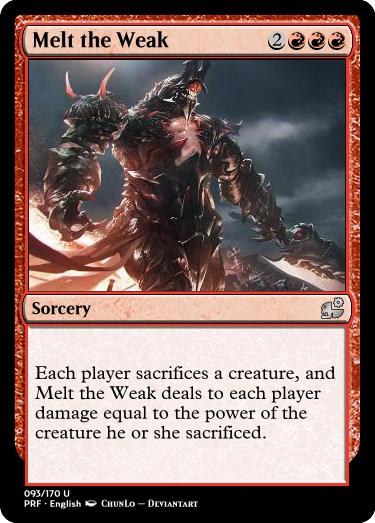 Melt the Weak 2
Sorcery
Each player sacrifices a creature, and
Melt the Weak deals to each player
damage equal to the power of the
creature he or she sacrificed.
093/170 U
PRF • English ChunLo — Deviantart